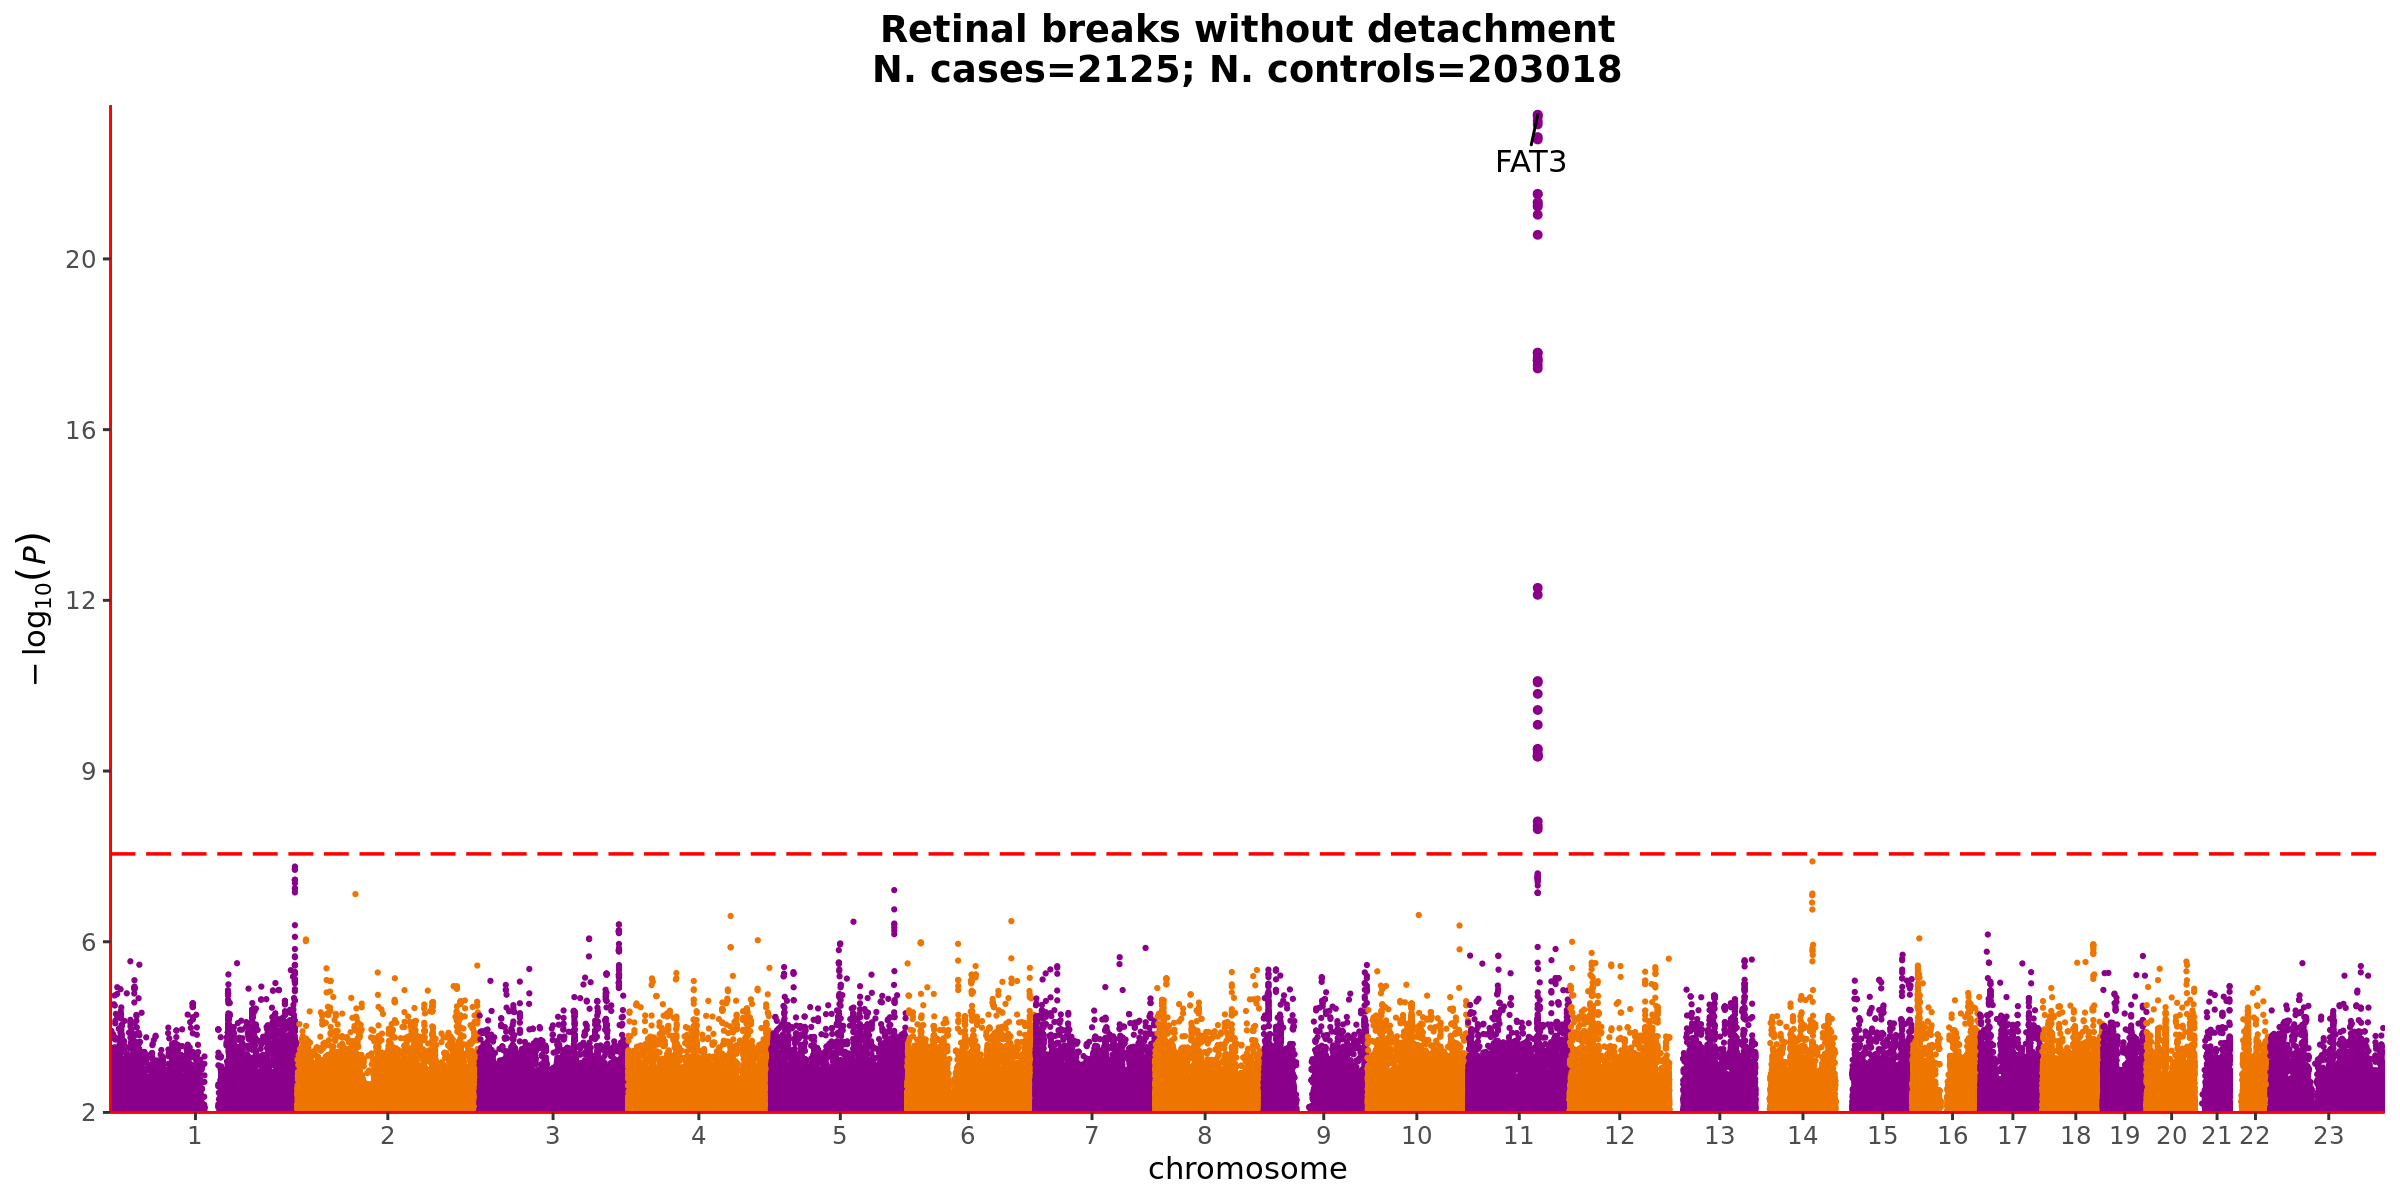 Retinal breaks without detachment
N. cases=2125; N. controls=203018
FAT3
20
16
12
9
6
2
−log10(P)
1 2 3 4 5 6 7 8 9 10 11 12 13 14 15 16 17 18 19 20 21 22 23
chromosome